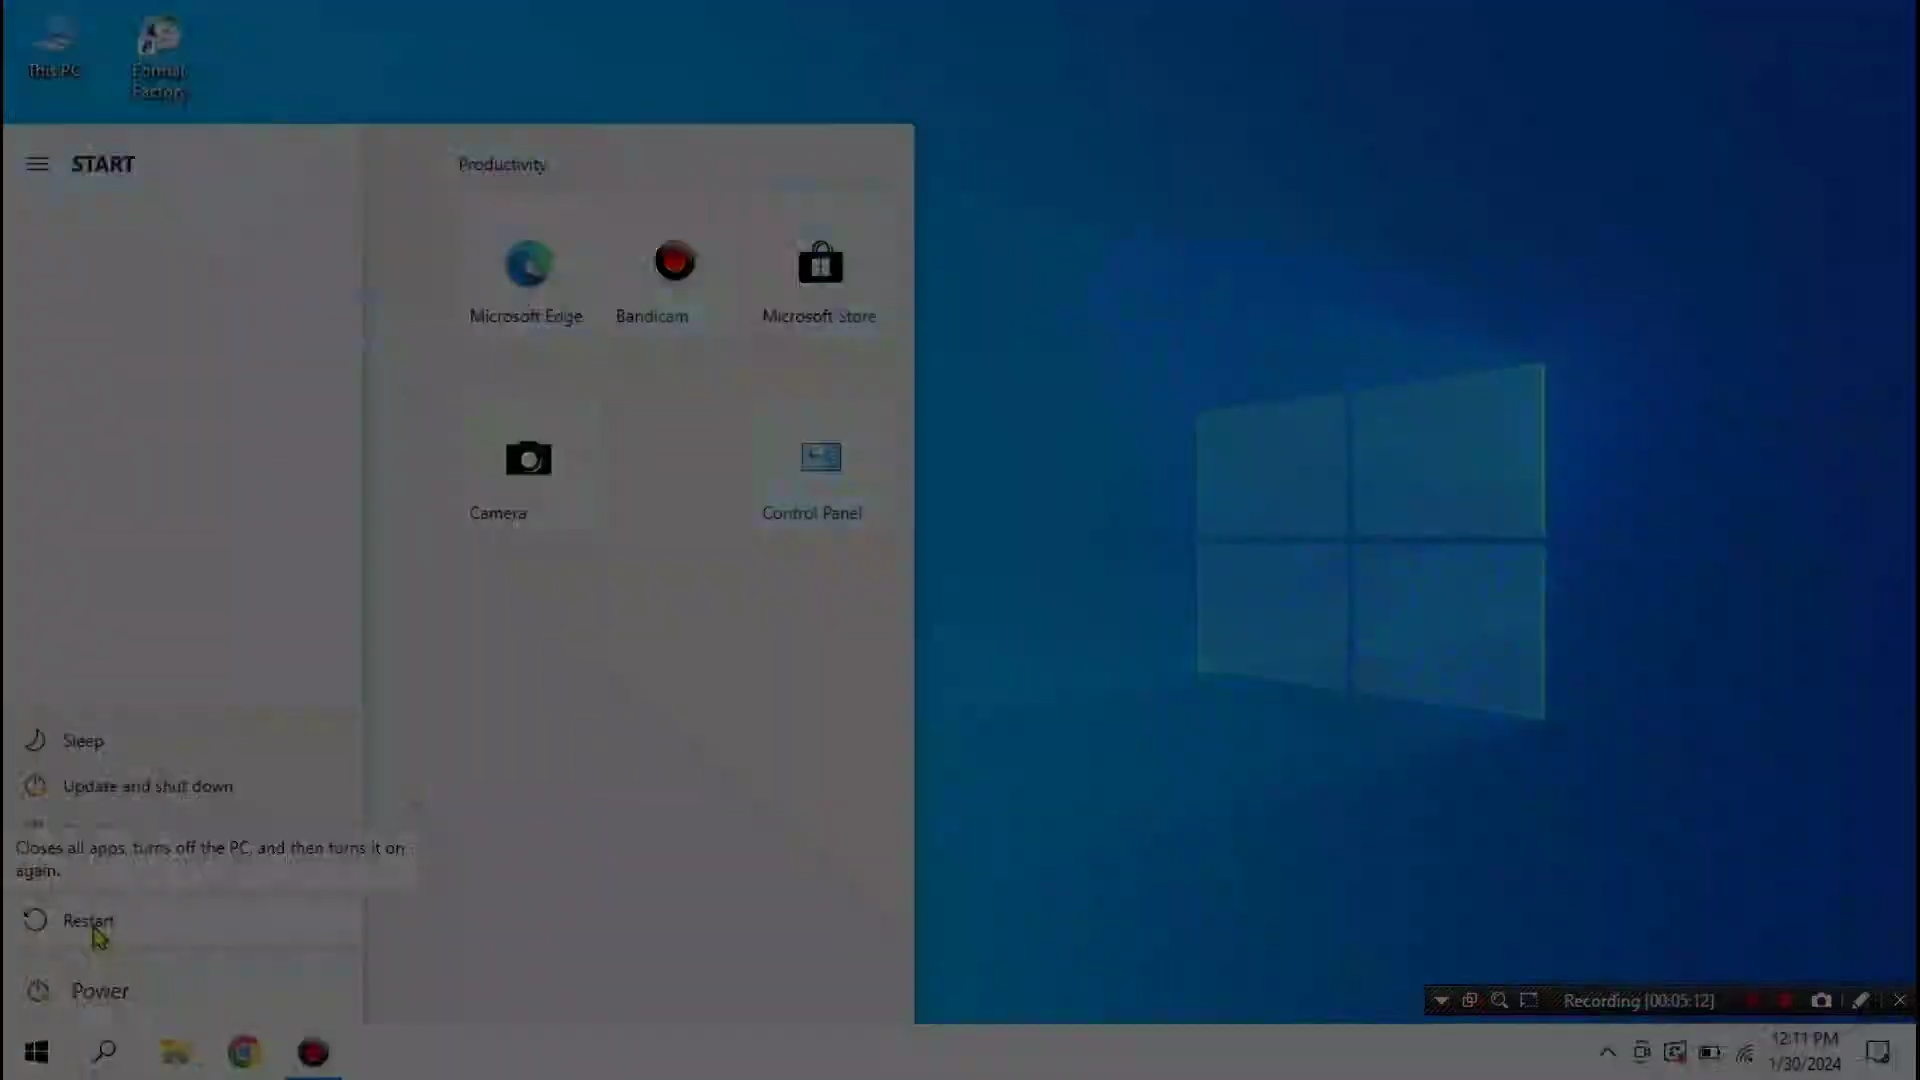 This PC
Format
Factory
START
Productivity
Microsoft Edge
Bandicam
Microsoft Store
Camera
Control Panel
Sleep
Update and shut down
Closes all apps, turns off the PC, and then turns it on
again.
Restart
Power
Recording [00:05:12]
12:11 PM
1/30/2024